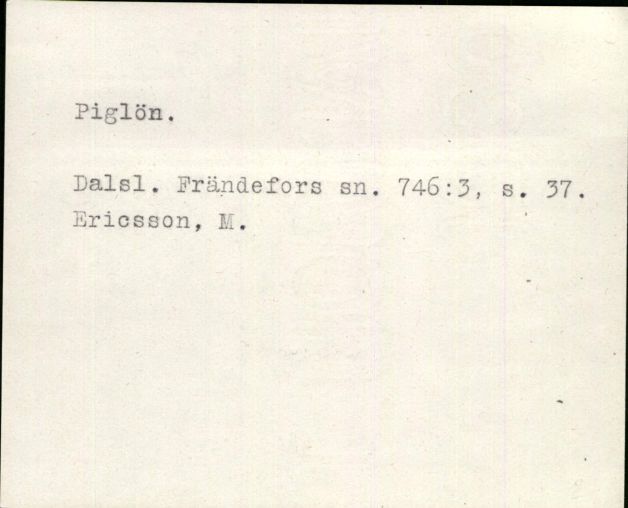 Piglön.
Dalsl. Frändefors sn. 746:3, s. 37.
Ericsson, M.